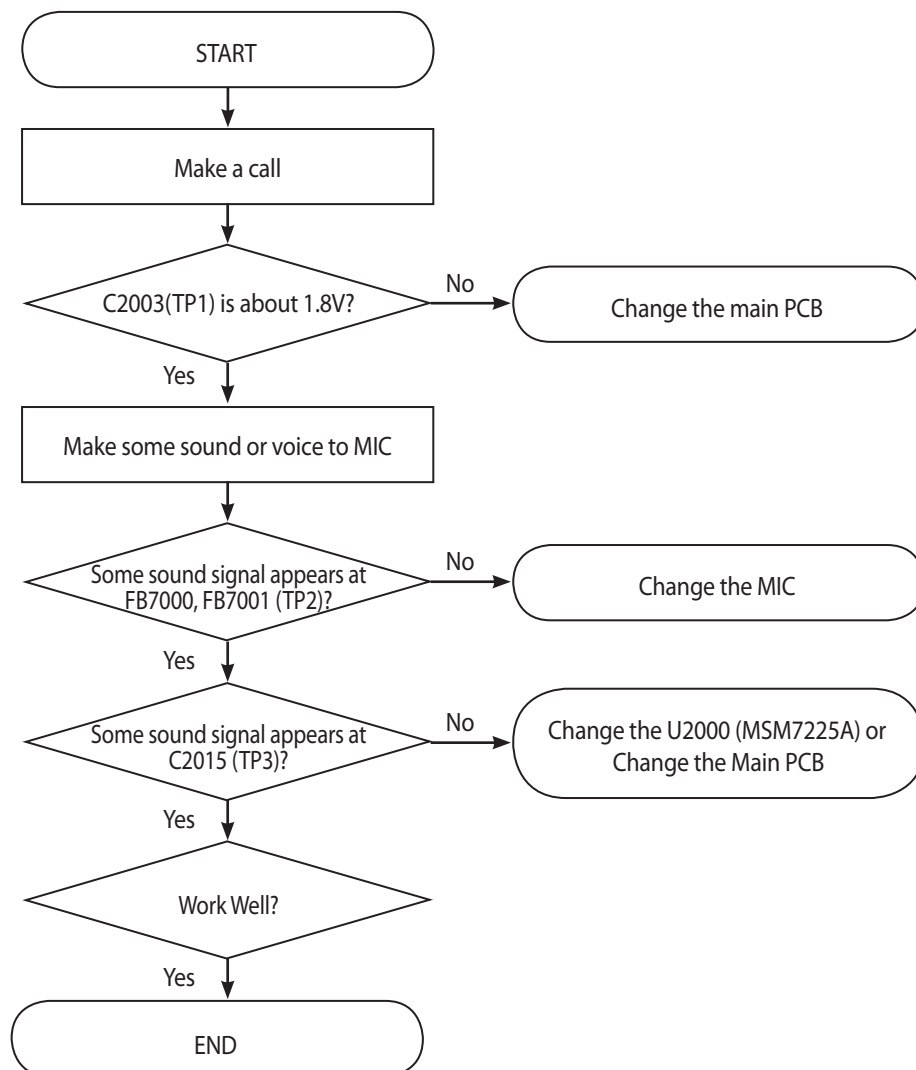 START
Make a call
C2003(TP1) is about 1.8V?
No
Change the main PCB
Yes
Make some sound or voice to MIC
Some sound signal appears at
FB7000, FB7001 (TP2)?
No
Change the MIC
Yes
Some sound signal appears at
C2015 (TP3)?
No
Change the U2000 (MSM7225A) or
Change the Main PCB
Yes
Work Well?
Yes
END